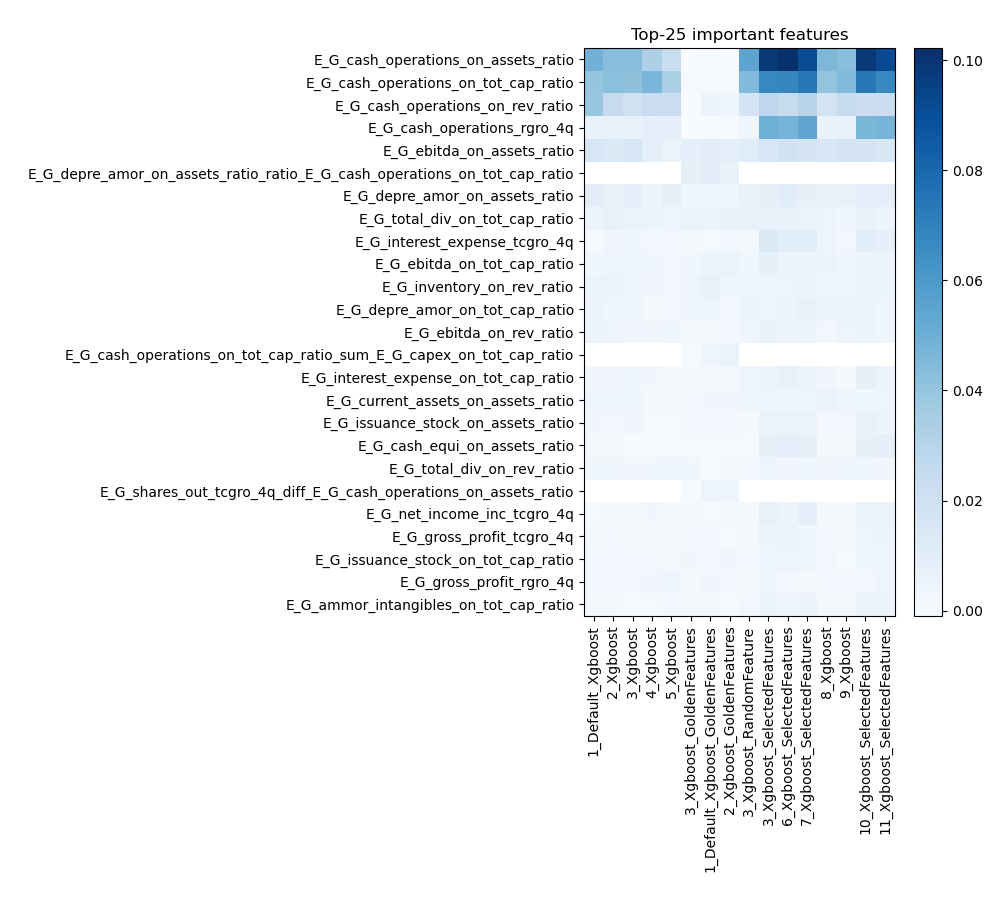 Top-25 important features
E_G_cash_operations_on_assets_ratio
E_G_cash_operations_on_tot_cap_ratio
E_G_cash_operations_on_rev_ratio
E_G_cash_operations_rgro_4q
E_G_ebitda_on_assets_ratio
E_G_depre_amor_on_assets_ratio_ratio_E_G_cash_operations_on_tot_cap_ratio
E_G_depre_amor_on_assets_ratio
E_G_total_div_on_tot_cap_ratio
E_G_interest_expense_tcgro_4q
E_G_ebitda_on_tot_cap_ratio
E_G_inventory_on_rev_ratio
E_G_depre_amor_on_tot_cap_ratio
E_G_ebitda_on_rev_ratio
E_G_cash_operations_on_tot_cap_ratio_sum_E_G_capex_on_tot_cap_ratio
E_G_interest_expense_on_tot_cap_ratio
E_G_current_assets_on_assets_ratio
E_G_issuance_stock_on_assets_ratio
E_G_cash_equi_on_assets_ratio
E_G_total_div_on_rev_ratio
E_G_shares_out_tcgro_4q_diff_E_G_cash_operations_on_assets_ratio
E_G_net_income_inc_tcgro_4q
E_G_gross_profit_tcgro_4q
E_G_issuance_stock_on_tot_cap_ratio
E_G_gross_profit_rgro_4q
E_G_ammor_intangibles_on_tot_cap_ratio
0.10
0.08
0.06
0.04
0.02
0.00
1_Default_Xgboost
2_Xgboost
3_Xgboost
4_Xgboost
5_Xgboost
3_Xgboost_GoldenFeatures
1_Default_Xgboost_GoldenFeatures
2_Xgboost_GoldenFeatures
3_Xgboost_RandomFeature
3_Xgboost_SelectedFeatures
6_Xgboost_SelectedFeatures
7_Xgboost_SelectedFeatures
8_Xgboost
9_Xgboost
10_Xgboost_SelectedFeatures
11_Xgboost_SelectedFeatures